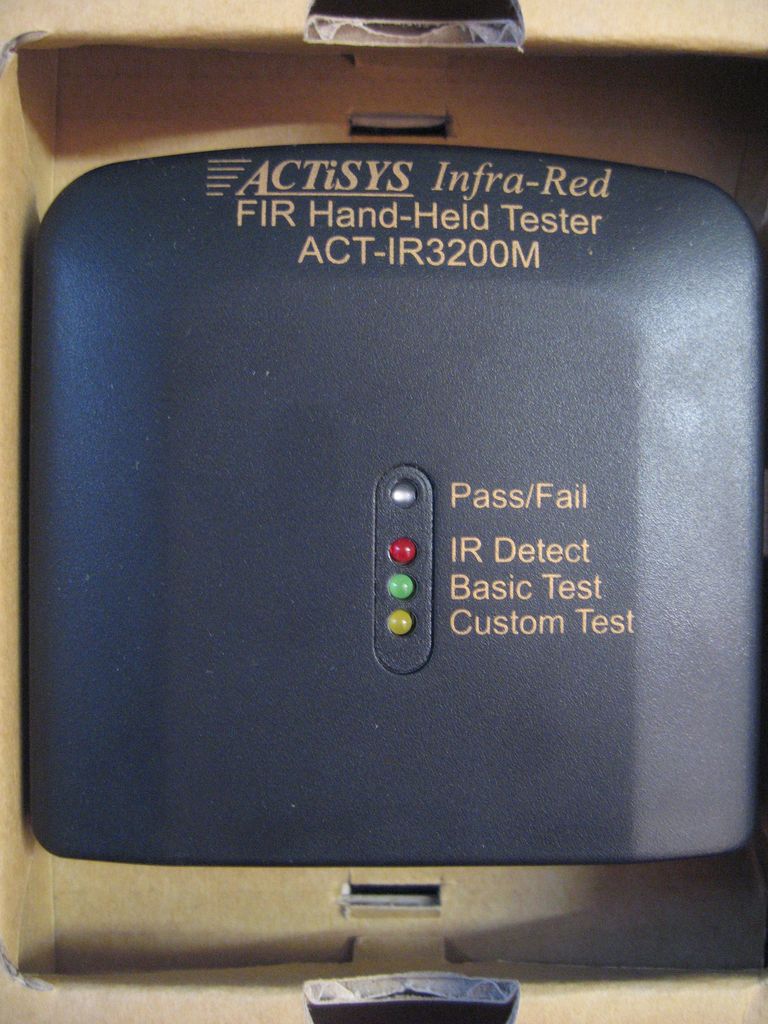 ACTiSYS Infra-Red
FIR Hand-Held Tester
ACT-IR3200M
Pass/Fail
IR Detect
Basic Test
Custom Test